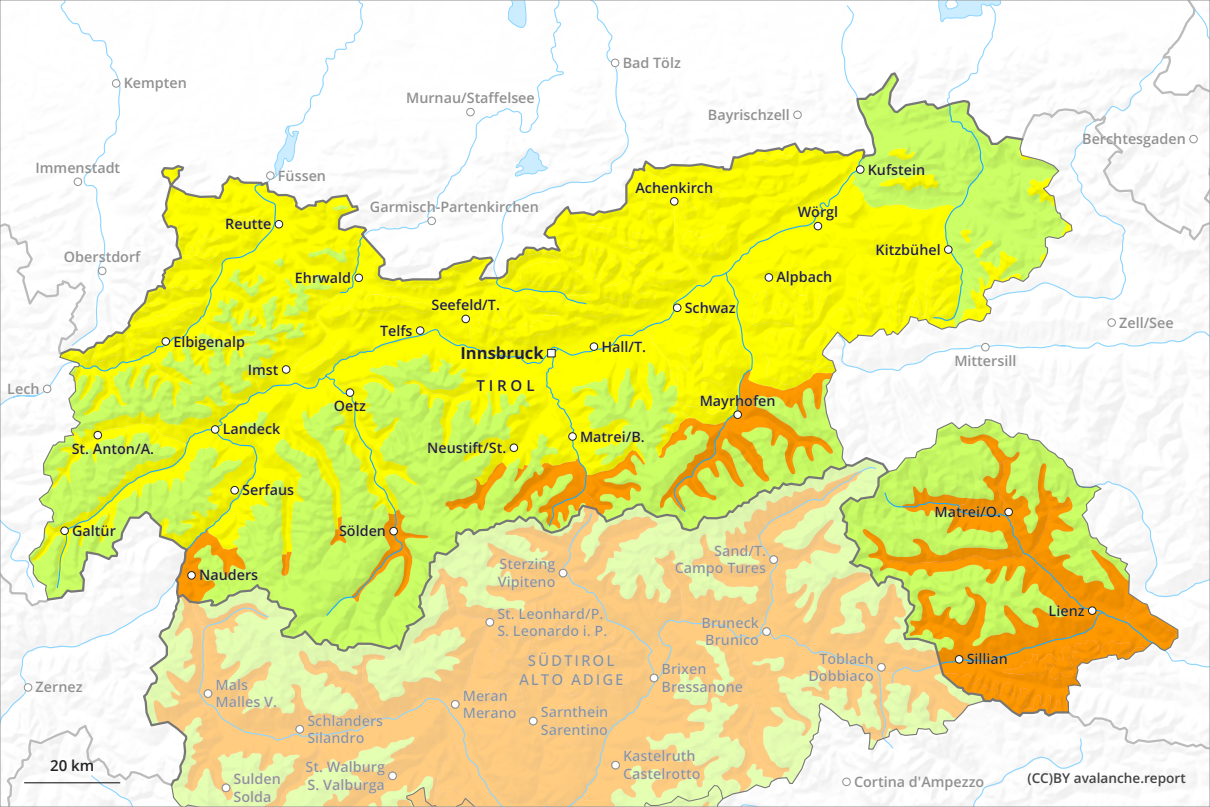 Kempten
Bad Tölz
Murnau/Staffelsee
Bayrischzell
Berchtesgaden
Immenstadt
Füssen
Kufstein
Achenkirch
Garmisch-Partenkirchen
Wörgl
Reutte
Kitzbühel
Oberstdorf
Ehrwald
Alpbach
Seefeld/T.
Schwaz
Telfs
Zell/See
Elbigenalp
Innsbruck
Hall/T.
Mittersill
Imst
TIROL
Lech
Oetz
Mayrhofen
Landeck
Matrei/B.
St. Anton/A.
Neustift/St.
Serfaus
Matrei/O.
Galtür
Sölden
Sand/T.
Campo Tures
Sterzing
Vipiteno
Nauders
St. Leonhard/P.
S. Leonardo i. P.
Lienz
Bruneck
Brunico
SÜDTIROL
ALTO ADIGE
Sillian
Toblach
Dobbiaco
Brixen
Bressanone
Zernez
Mals
Malles V.
Meran
Merano
Sarnthein
Sarentino
Schlanders
Silandro
Kastelruth
Castelrotto
St. Walburg
S. Valburga
Sulden
Solda
Cortina d'Ampezzo
20 km
(CC)BY avalanche.report